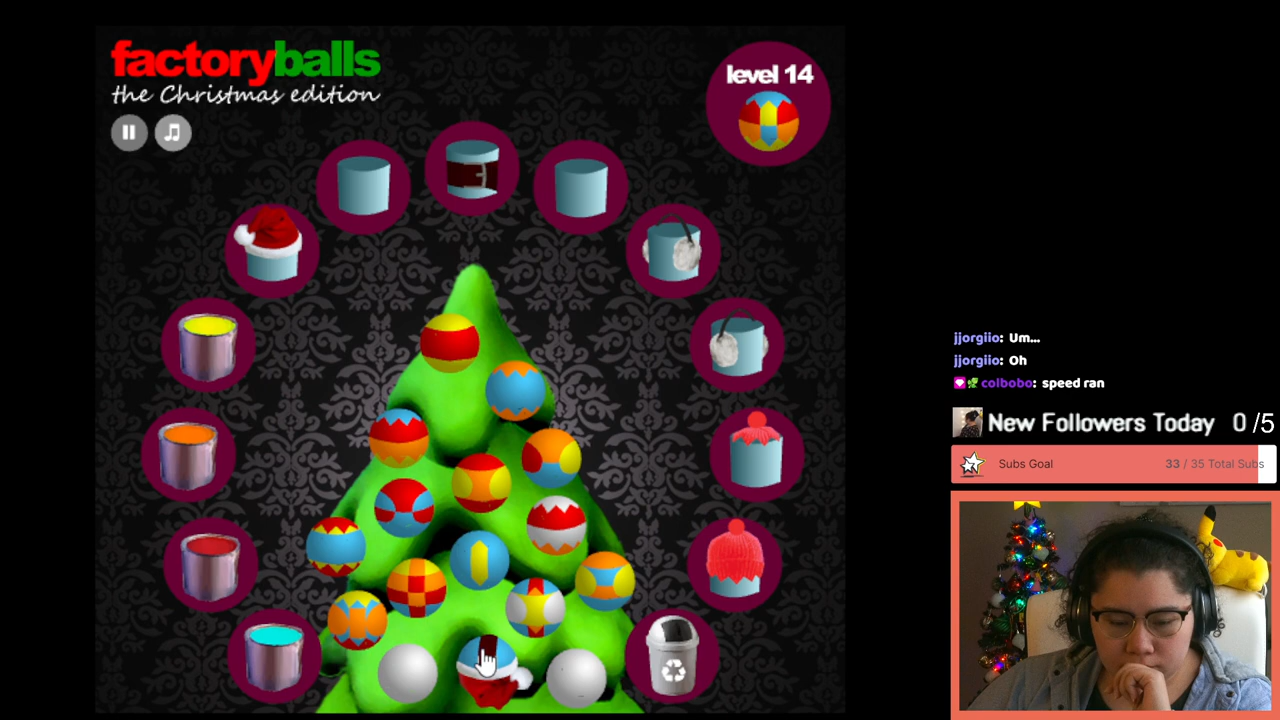 factoryballs
the Christmas edition
level 14
jjorgiio: Um...
jjorgiio: Oh
colbobo: speed ran
New Followers Today 0 /5
Subs Goal 33 / 35 Total Subs